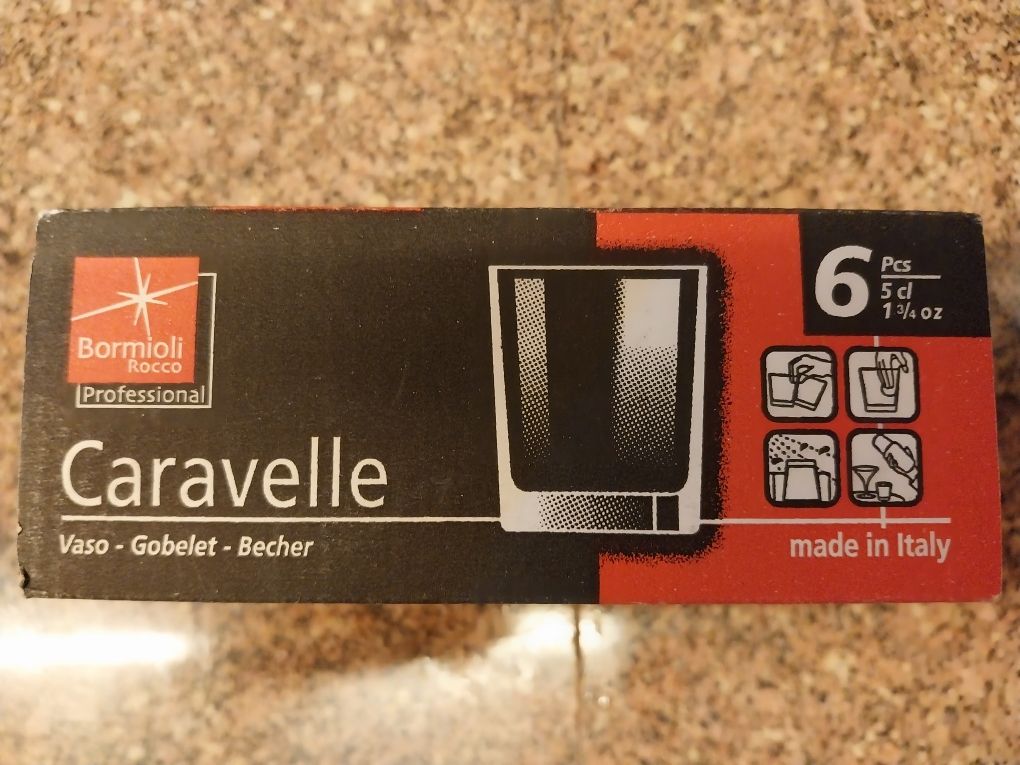 Bormioli
Rocco
Professional
Caravelle
Vaso - Gobelet - Becher
6 Pcs
5 cl
1 3/4 oz
made in Italy